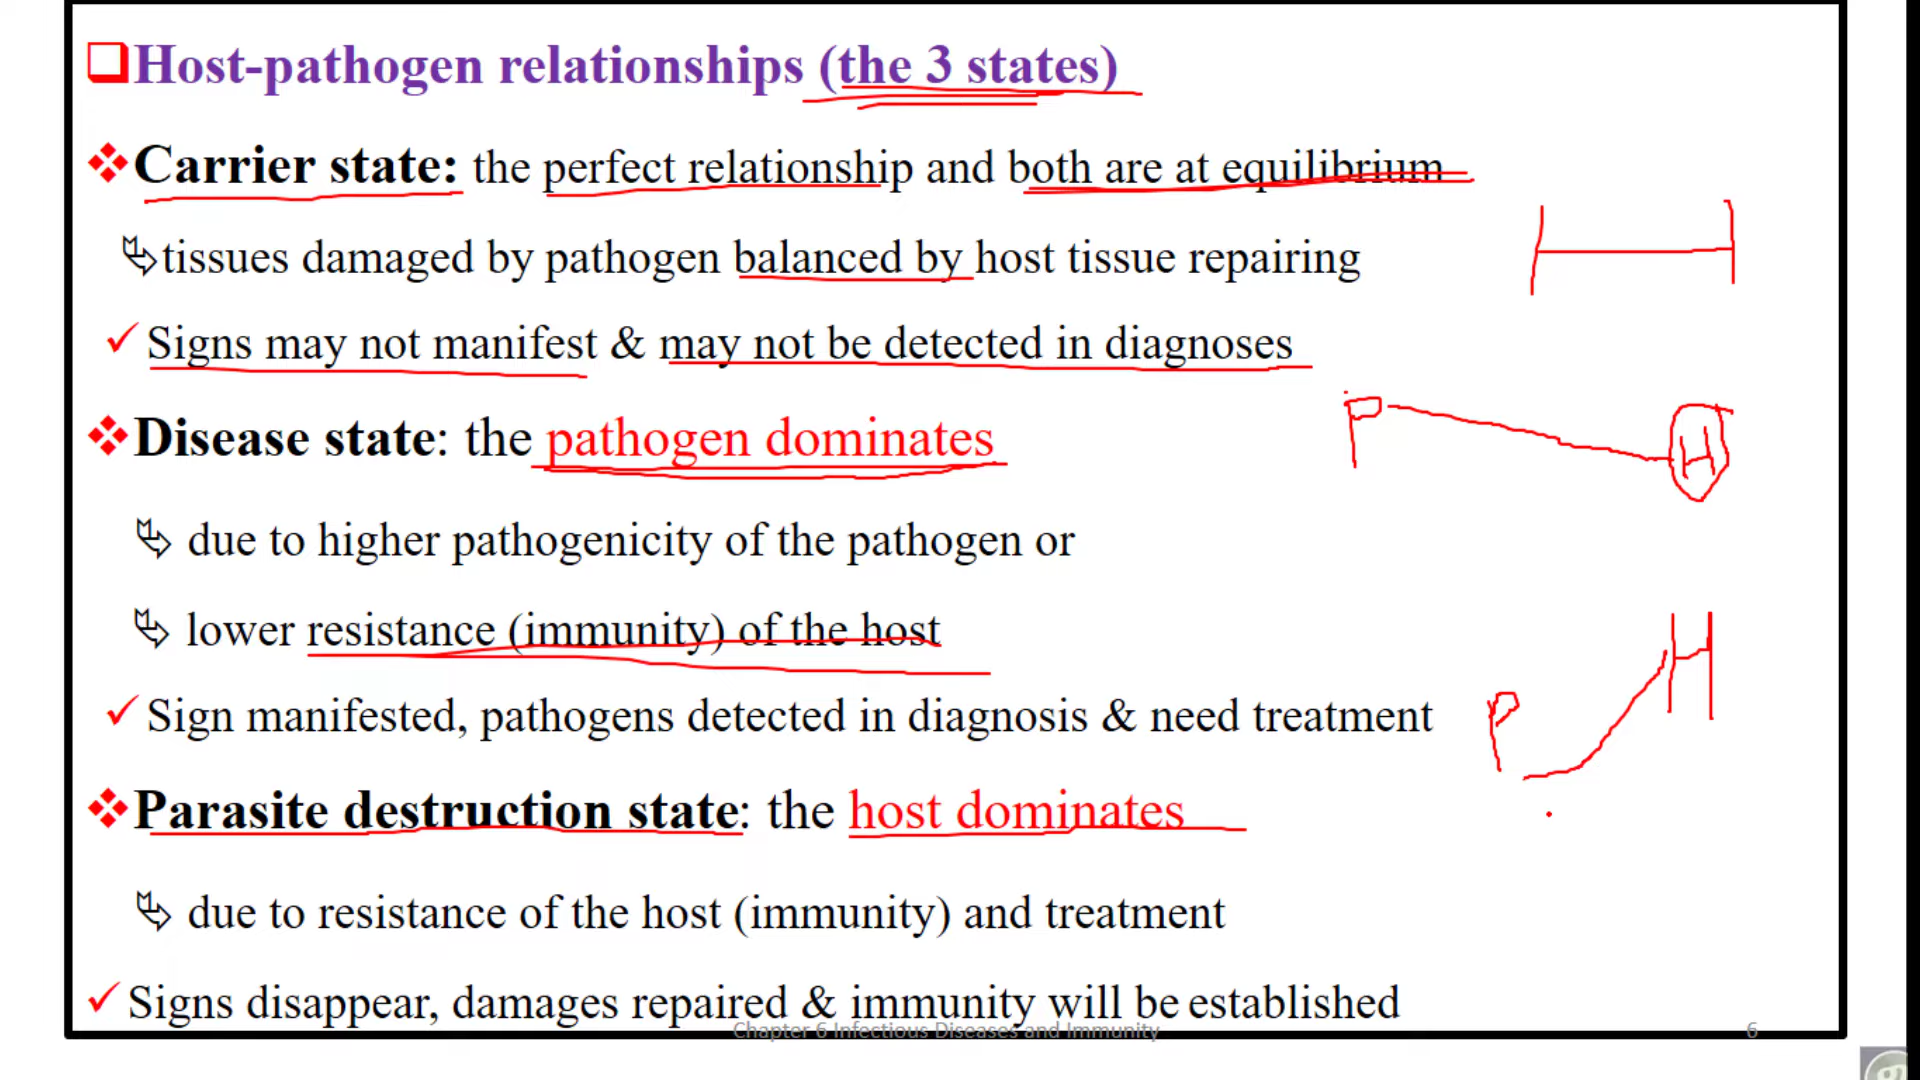 Host-pathogen relationships (the 3 states)
Carrier state: the perfect relationship and both are at equilibrium
tissues damaged by pathogen balanced by host tissue repairing
Signs may not manifest & may not be detected in diagnoses
P H
Disease state: the pathogen dominates
due to higher pathogenicity of the pathogen or
lower resistance (immunity) of the host
P H
Sign manifested, pathogens detected in diagnosis & need treatment
Parasite destruction state: the host dominates
due to resistance of the host (immunity) and treatment
Signs disappear, damages repaired & immunity will be established
Chapter 6 Infectious Diseases and Immunity 6